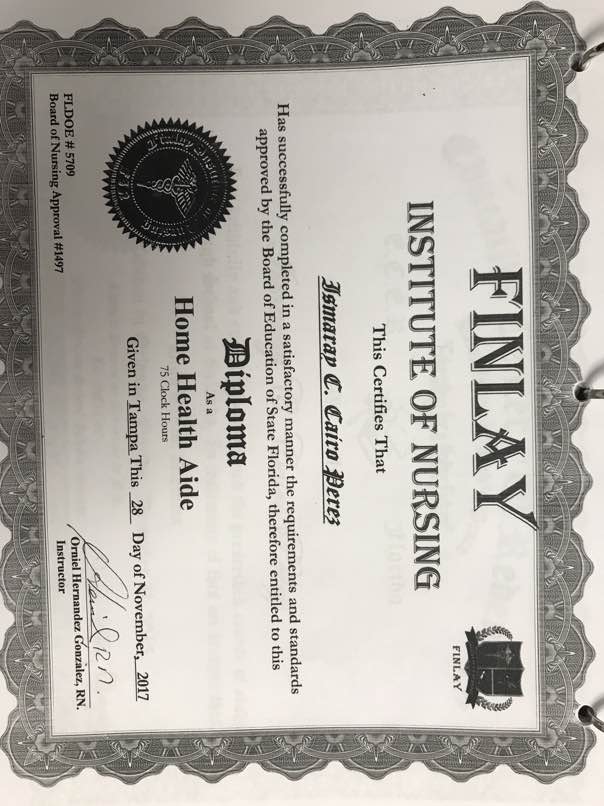 FINLAY
FINLAY
INSTITUTE OF NURSING
This Certifies That
Ismaray C. Cairo Perez
Has successfully completed in a satisfactory manner the requirements and standards
approved by the Board of Education of State Florida, therefore entitled to this
Diploma
As a
Home Health Aide
75 Clock Hours
Given in Tampa This 28 Day of November, 2017
Orniel Hernandez Gonzalez, RN.
Instructor
FLDOE # 5709
Board of Nursing Approval #1497